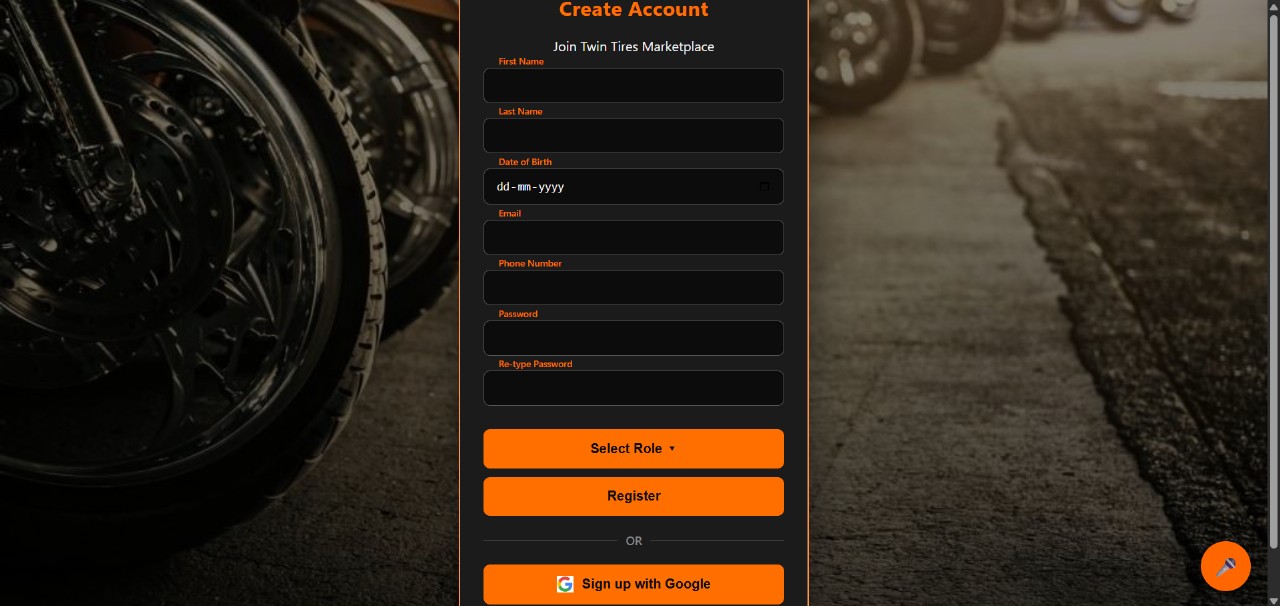 Create Account
Join Twin Tires Marketplace
First Name
Last Name
Date of Birth
dd-mm-yyyy
Email
Phone Number
Password
Re-type Password
Select Role ▼
Register
OR
Sign up with Google